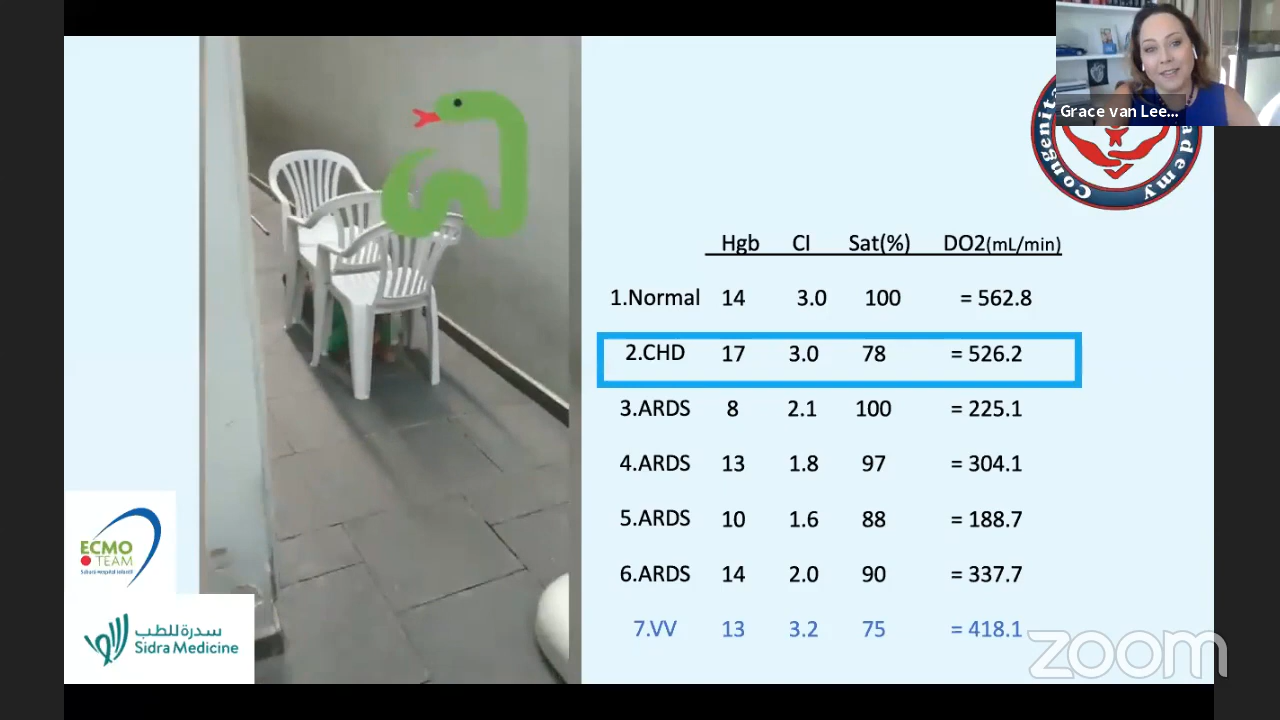 Grace van Lee...
Congenita
ademy
Hgb CI Sat(%) DO2(mL/min)
1.Normal 14 3.0 100 = 562.8
2.CHD 17 3.0 78 = 526.2
3.ARDS 8 2.1 100 = 225.1
4.ARDS 13 1.8 97 = 304.1
5.ARDS 10 1.6 88 = 188.7
6.ARDS 14 2.0 90 = 337.7
7.VV 13 3.2 75 = 418.1
ECMO
TEAM
سدرة للطب
Sidra Medicine
zoom